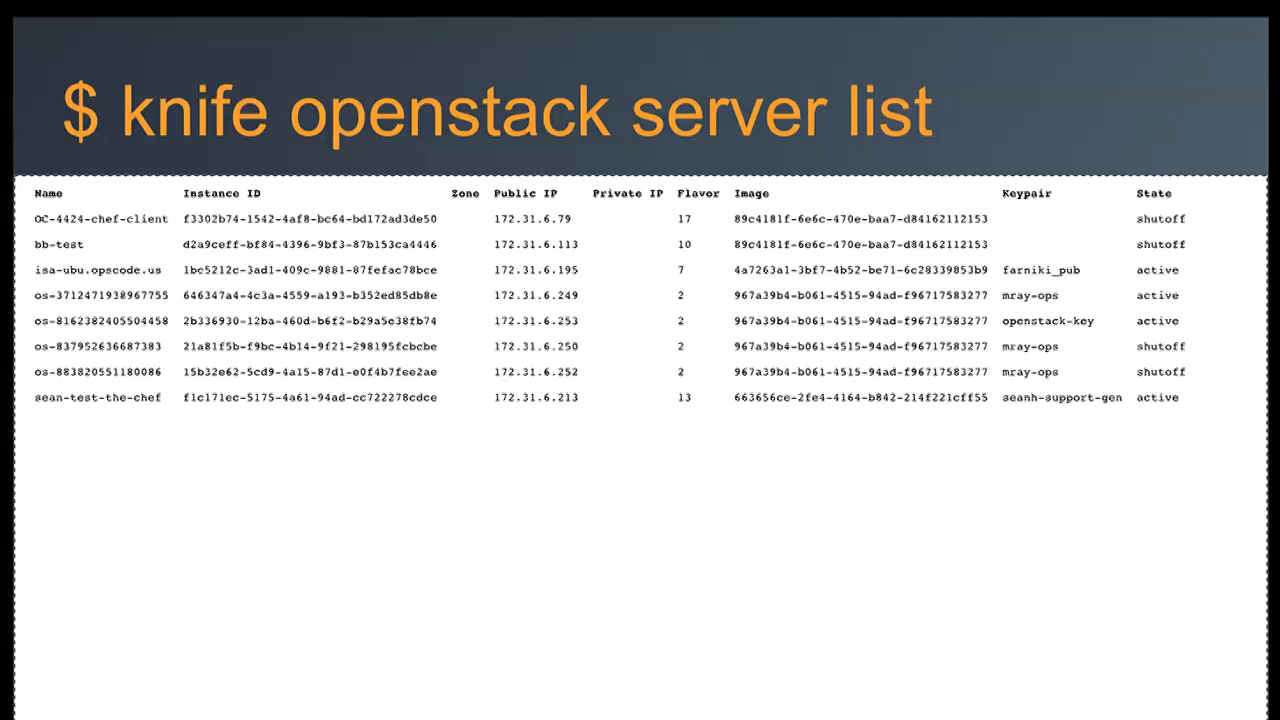 $ knife openstack server list
Name Instance ID Zone Public IP Private IP Flavor Image Keypair State
OC-4424-chef-client f3302b74-1542-4af8-bc64-bd172ad3de50 172.31.6.79 17 89c4181f-6e6c-470e-baa7-d84162112153 shutoff
bb-test d2a9ceff-bf84-4396-9bf3-87b153ca4446 172.31.6.113 10 89c4181f-6e6c-470e-baa7-d84162112153 shutoff
isa-ubu.opscode.us 1bc5212c-3ad1-409c-9881-87fefac78bce 172.31.6.195 7 4a7263a1-3bf7-4b52-be71-6c28339853b9 farniki_pub active
os-3712471938967755 646347a4-4c3a-4559-a193-b352ed85db8e 172.31.6.249 2 967a39b4-b061-4515-94ad-f96717583277 mray-ops active
os-8162382405504458 2b336930-12ba-460d-b6f2-b29a5e38fb74 172.31.6.253 2 967a39b4-b061-4515-94ad-f96717583277 openstack-key active
os-837952636687383 21a81f5b-f9bc-4b14-9f21-298195fcbcbe 172.31.6.250 2 967a39b4-b061-4515-94ad-f96717583277 mray-ops shutoff
os-883820551180086 15b32e62-5cd9-4a15-87d1-e0f4b7fee2ae 172.31.6.252 2 967a39b4-b061-4515-94ad-f96717583277 mray-ops shutoff
sean-test-the-chef f1c171ec-5175-4a61-94ad-cc722278cdce 172.31.6.213 13 663656ce-2fe4-4164-b842-214f221cff55 seanh-support-gen active